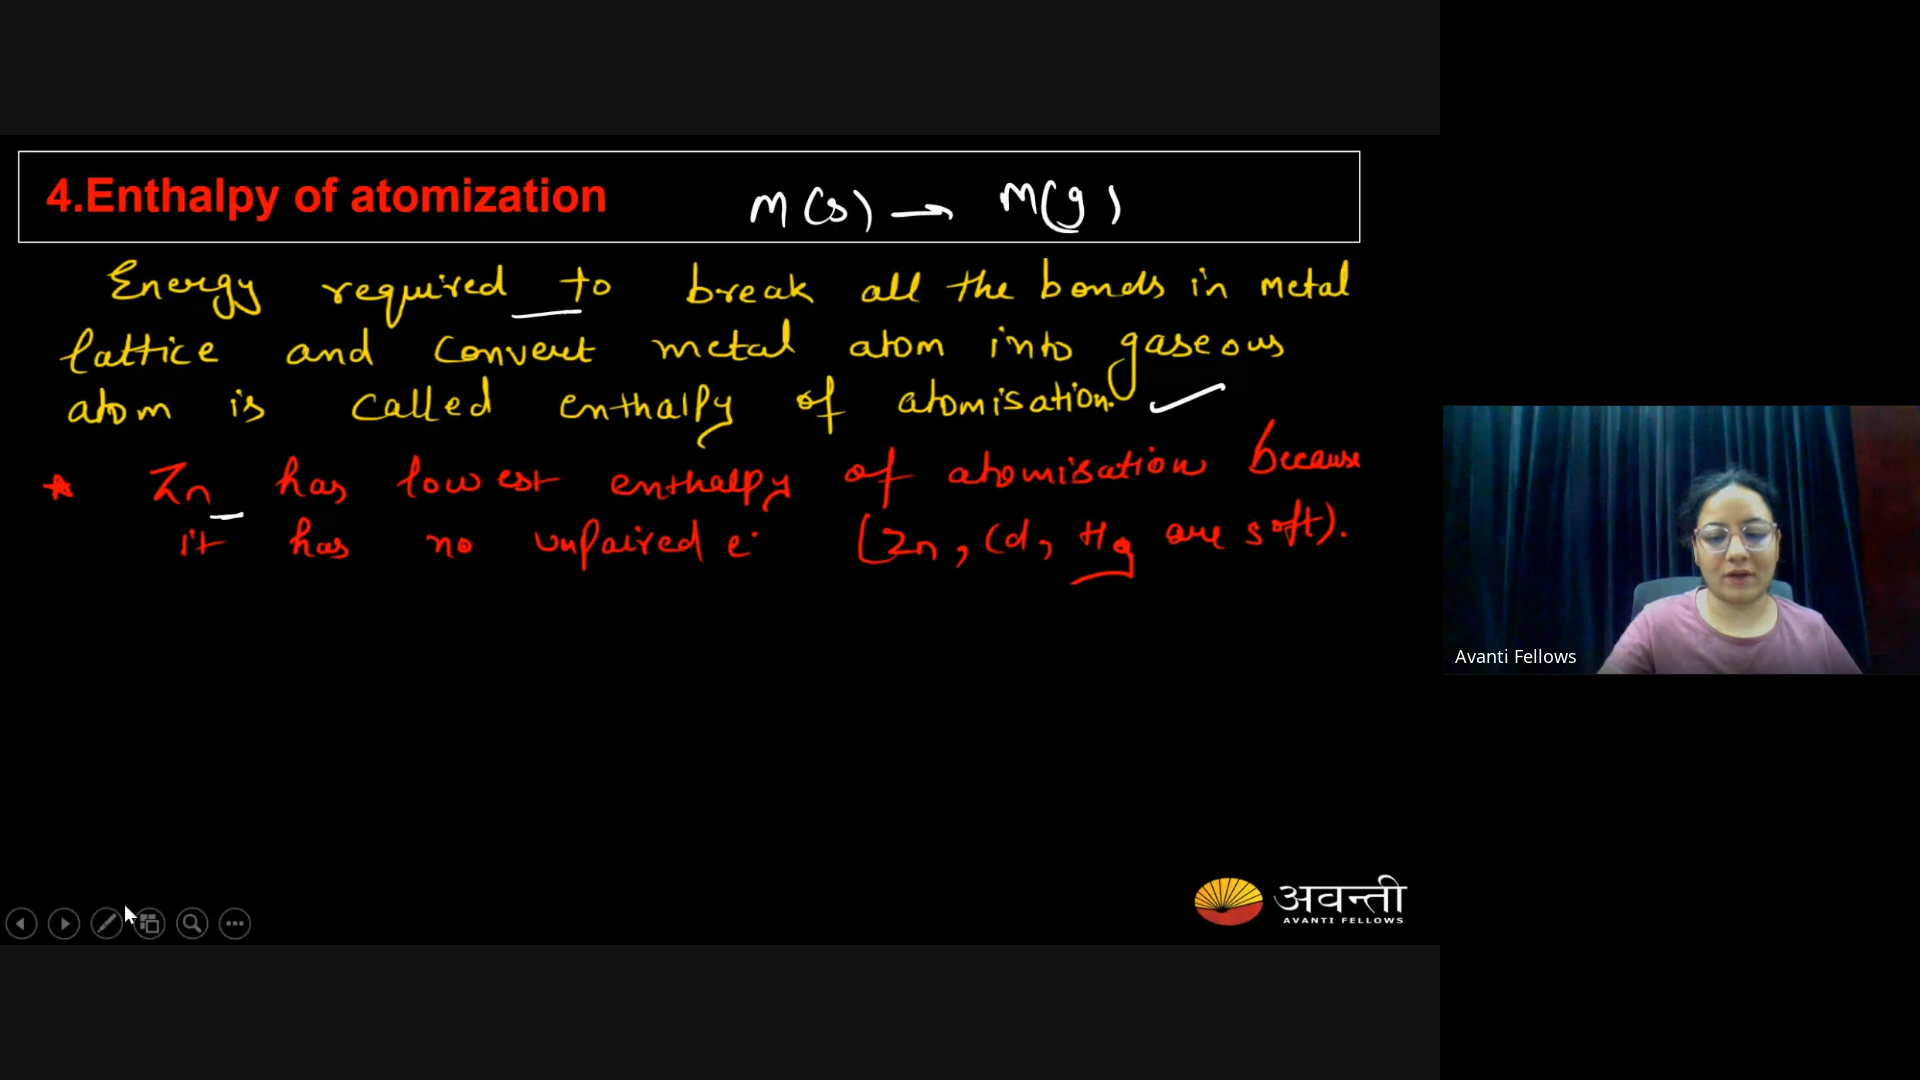 4.Enthalpy of atomization M(s) → M(g)
Energy required to break all the bonds in metal
lattice and convert metal atom into gaseous
atom is called enthalpy of atomisation.
* Zn has lowest enthalpy of atomisation because
it has no unpaired e- (Zn, Cd, Hg are soft).
Avanti Fellows
अवन्ती
AVANTI FELLOWS